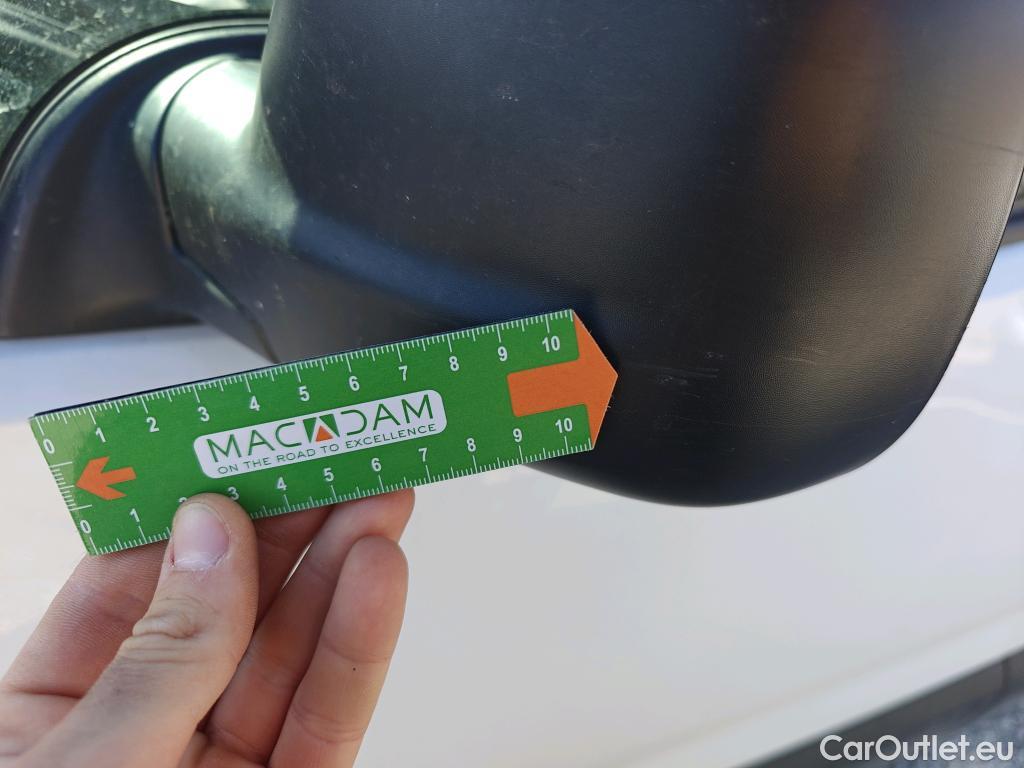 0 1 2 3 4 5 6 7 8 9 10
MACADAM
ON THE ROAD TO EXCELLENCE
0 1 2 3 4 5 6 7 8 9 10
CarOutlet.eu